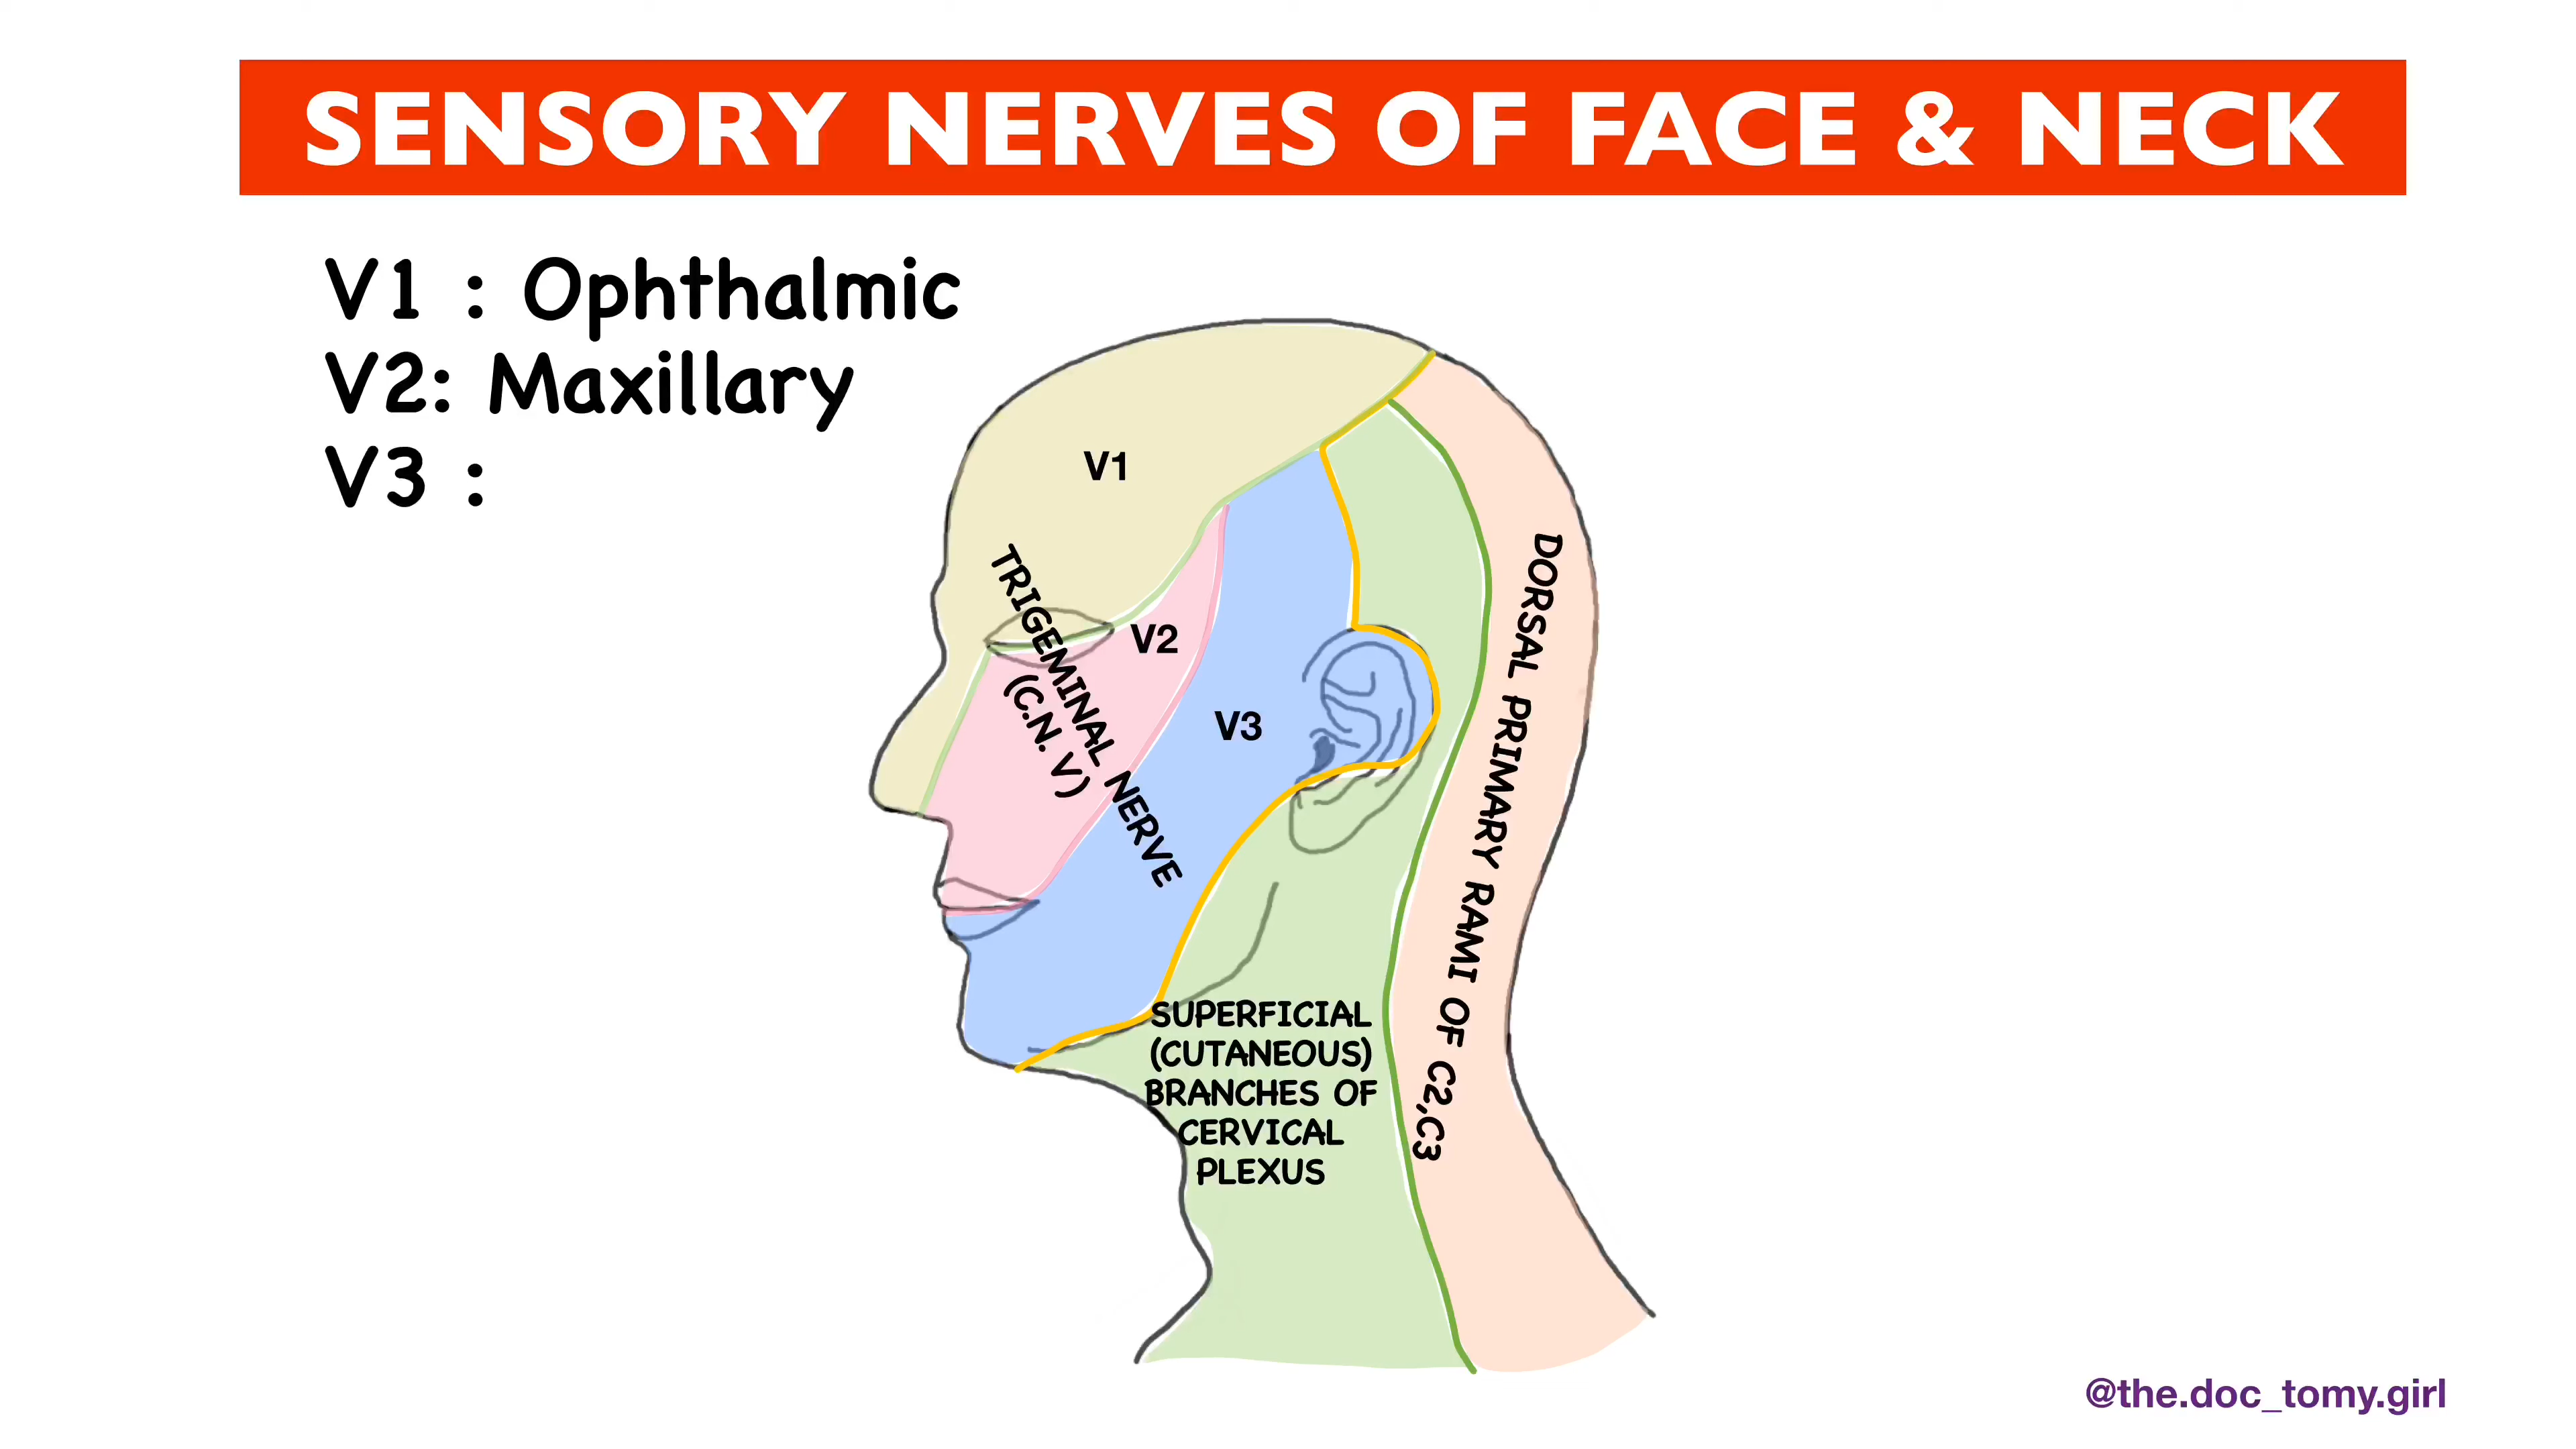 SENSORY NERVES OF FACE & NECK
V1 : Ophthalmic
V2: Maxillary
V3 :
V1
V2
V3
TRIGEMINAL NERVE
(C.N. V)
DORSAL PRIMARY RAMI OF C2,C3
SUPERFICIAL
(CUTANEOUS)
BRANCHES OF
CERVICAL
PLEXUS
@the.doc_tomy.girl